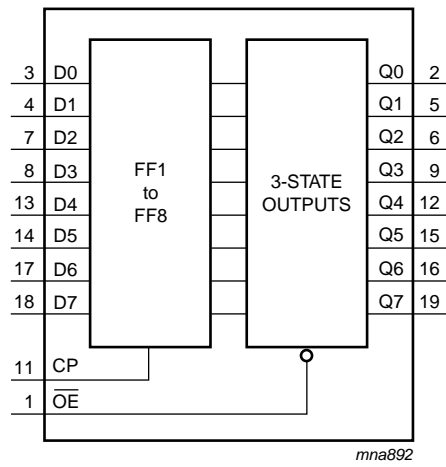 3 D0 Q0 2
4 D1 Q1 5
7 D2 Q2 6
8 D3 Q3 9
13 D4 Q4 12
14 D5 Q5 15
17 D6 Q6 16
18 D7 Q7 19
FF1
to
FF8
3-STATE
OUTPUTS
11 CP
1 O̅E̅
mna892